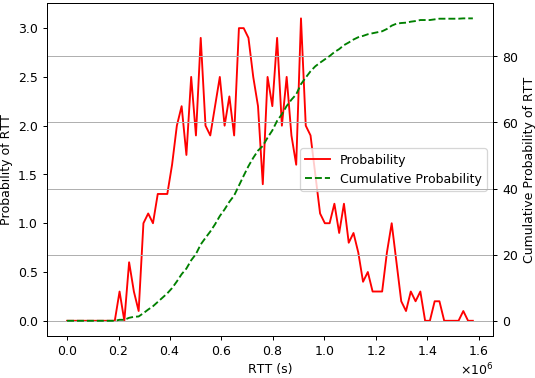 3.0
2.5
2.0
1.5
1.0
0.5
0.0
Probability of RTT
80
60
40
20
0
Cumulative Probability of RTT
Probability
Cumulative Probability
0.0 0.2 0.4 0.6 0.8 1.0 1.2 1.4 1.6
×10⁶
RTT (s)